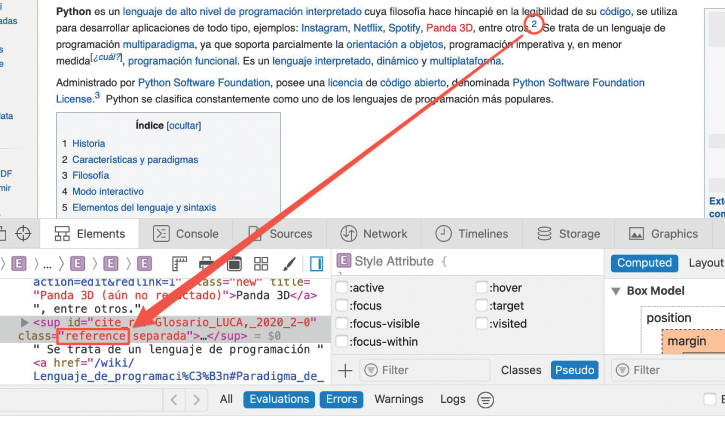 Python es un lenguaje de alto nivel de programación interpretado cuya filosofía hace hincapié en la legibilidad de su código, se utiliza
para desarrollar aplicaciones de todo tipo, ejemplos: Instagram, Netflix, Spotify, Panda 3D, entre otros.2 Se trata de un lenguaje de
programación multiparadigma, ya que soporta parcialmente la orientación a objetos, programación imperativa y, en menor
medida[¿cuál?], programación funcional. Es un lenguaje interpretado, dinámico y multiplataforma.
Administrado por Python Software Foundation, posee una licencia de código abierto, denominada Python Software Foundation
License.3 Python se clasifica constantemente como uno de los lenguajes de programación más populares.
Índice [ocultar]
1 Historia
2 Características y paradigmas
3 Filosofía
4 Modo interactivo
5 Elementos del lenguaje y sintaxis
DF
Elements
Console
Sources
Network
Timelines
Storage
Graphics
E
...
E
E
E
action=edit&redlink=1" class="new" title=
"Panda 3D (aún no redactado)">Panda 3D</a>
", entre otros."
<sup id="cite_ Glosario_LUCA,_2020_2-0"
class="reference separada">…</sup> = $0
" Se trata de un lenguaje de programación "
<a href="/wiki/
Lenguaje_de_programaci%C3%B3n#Paradigma_de_
E Style Attribute {
:active
:hover
:focus
:target
:focus-visible
:visited
:focus-within
Filter
Classes
Pseudo
Computed
Layout
Box Model
position
margin
Filter
All
Evaluations
Errors
Warnings
Logs